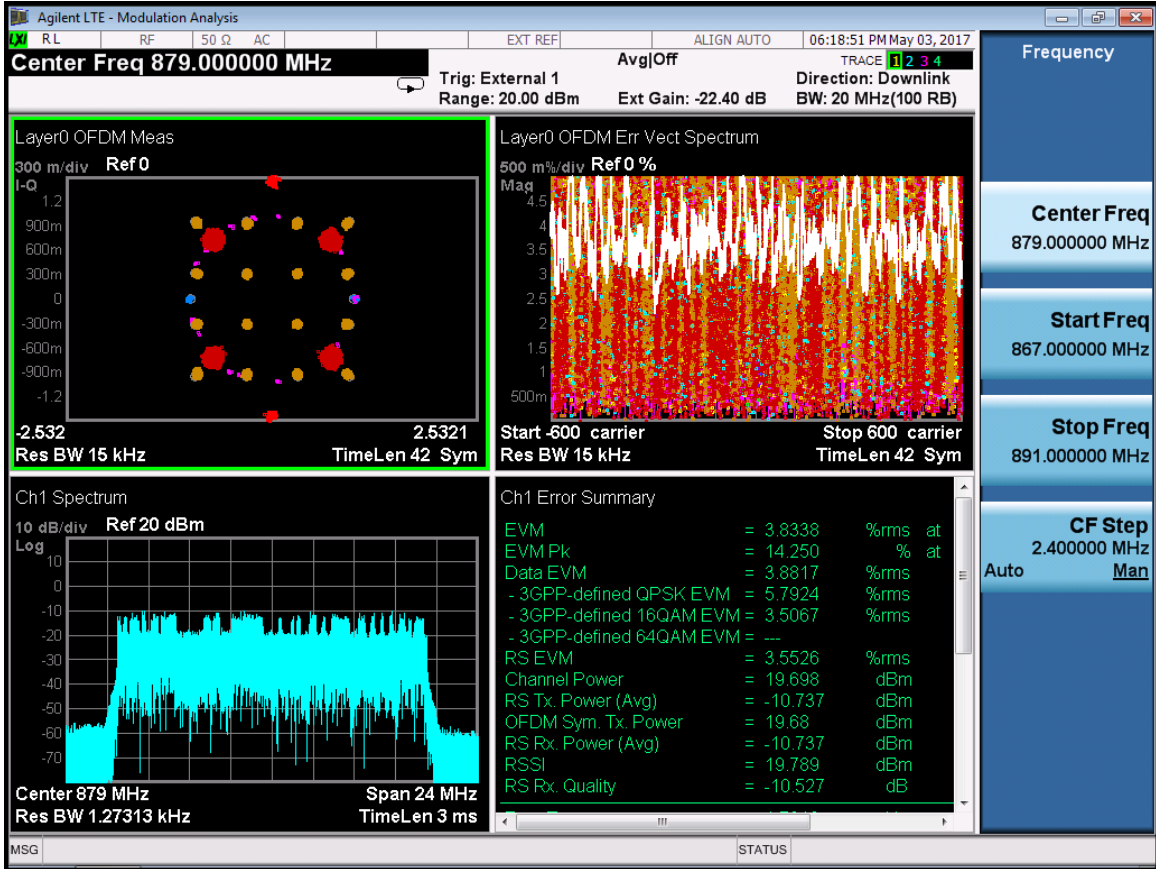 Agilent LTE - Modulation Analysis
LXI RL RF 50 Ω AC EXT REF ALIGN AUTO 06:18:51 PM May 03, 2017
Center Freq 879.000000 MHz
Avg|Off
TRACE 1 2 3 4
Trig: External 1
Direction: Downlink
Range: 20.00 dBm
Ext Gain: -22.40 dB
BW: 20 MHz(100 RB)
Layer0 OFDM Meas
300 m/div Ref 0
I-Q
1.2
900m
600m
300m
0
-300m
-600m
-900m
-1.2
-2.532 2.5321
Res BW 15 kHz TimeLen 42 Sym
Layer0 OFDM Err Vect Spectrum
500 m%/div Ref 0 %
Mag
4.5
4
3.5
3
2.5
2
1.5
1
500m
Start -600 carrier Stop 600 carrier
Res BW 15 kHz TimeLen 42 Sym
Ch1 Spectrum
10 dB/div Ref 20 dBm
Log
10
0
-10
-20
-30
-40
-50
-60
-70
Center 879 MHz Span 24 MHz
Res BW 1.27313 kHz TimeLen 3 ms
Ch1 Error Summary
EVM = 3.8338 %rms at
EVM Pk = 14.250 % at
Data EVM = 3.8817 %rms
- 3GPP-defined QPSK EVM = 5.7924 %rms
- 3GPP-defined 16QAM EVM = 3.5067 %rms
- 3GPP-defined 64QAM EVM = ---
RS EVM = 3.5526 %rms
Channel Power = 19.698 dBm
RS Tx. Power (Avg) = -10.737 dBm
OFDM Sym. Tx. Power = 19.68 dBm
RS Rx. Power (Avg) = -10.737 dBm
RSSI = 19.789 dBm
RS Rx. Quality = -10.527 dB
Frequency
Center Freq
879.000000 MHz
Start Freq
867.000000 MHz
Stop Freq
891.000000 MHz
CF Step
2.400000 MHz
Auto Man
MSG STATUS